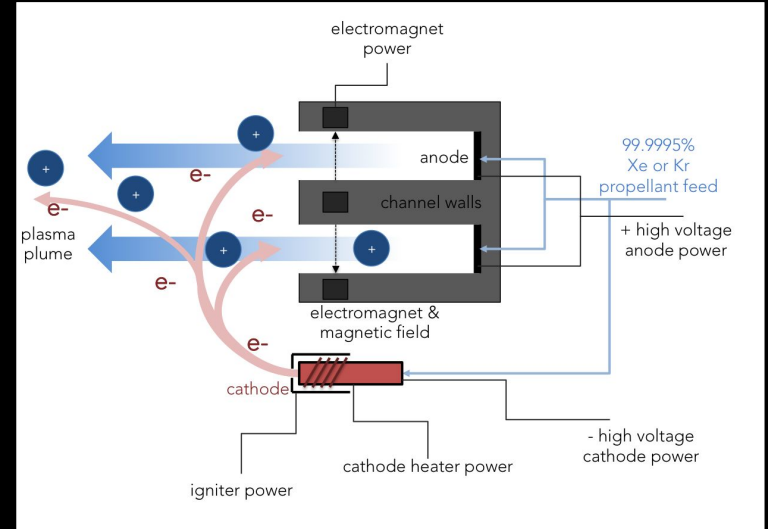 electromagnet
power
+
+
+
+
+
e-
e-
e-
e-
e-
anode
channel walls
99.9995%
Xe or Kr
propellant feed
plasma
plume
+ high voltage
anode power
electromagnet &
magnetic field
cathode
- high voltage
cathode power
cathode heater power
igniter power